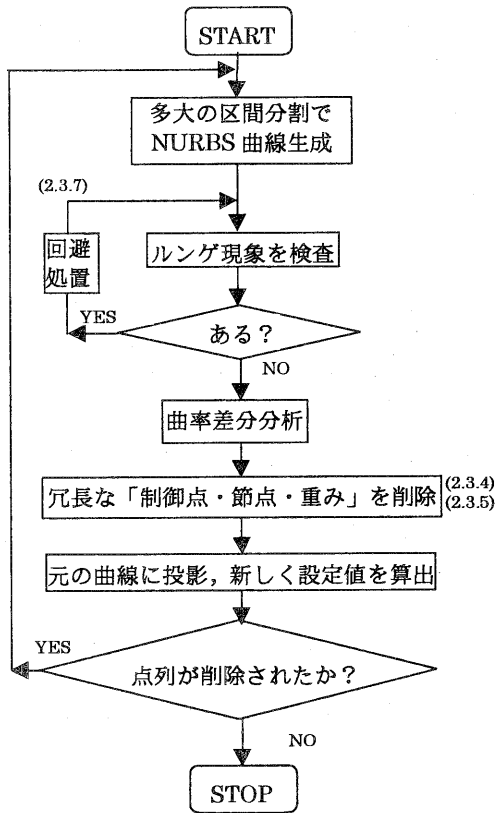 START
多大の区間分割で
NURBS 曲線生成
(2.3.7)
回避
処置
ルンゲ現象を検査
YES
ある？
NO
曲率差分分析
冗長な「制御点・節点・重み」を削除
(2.3.4)
(2.3.5)
元の曲線に投影，新しく設定値を算出
YES
点列が削除されたか？
NO
STOP